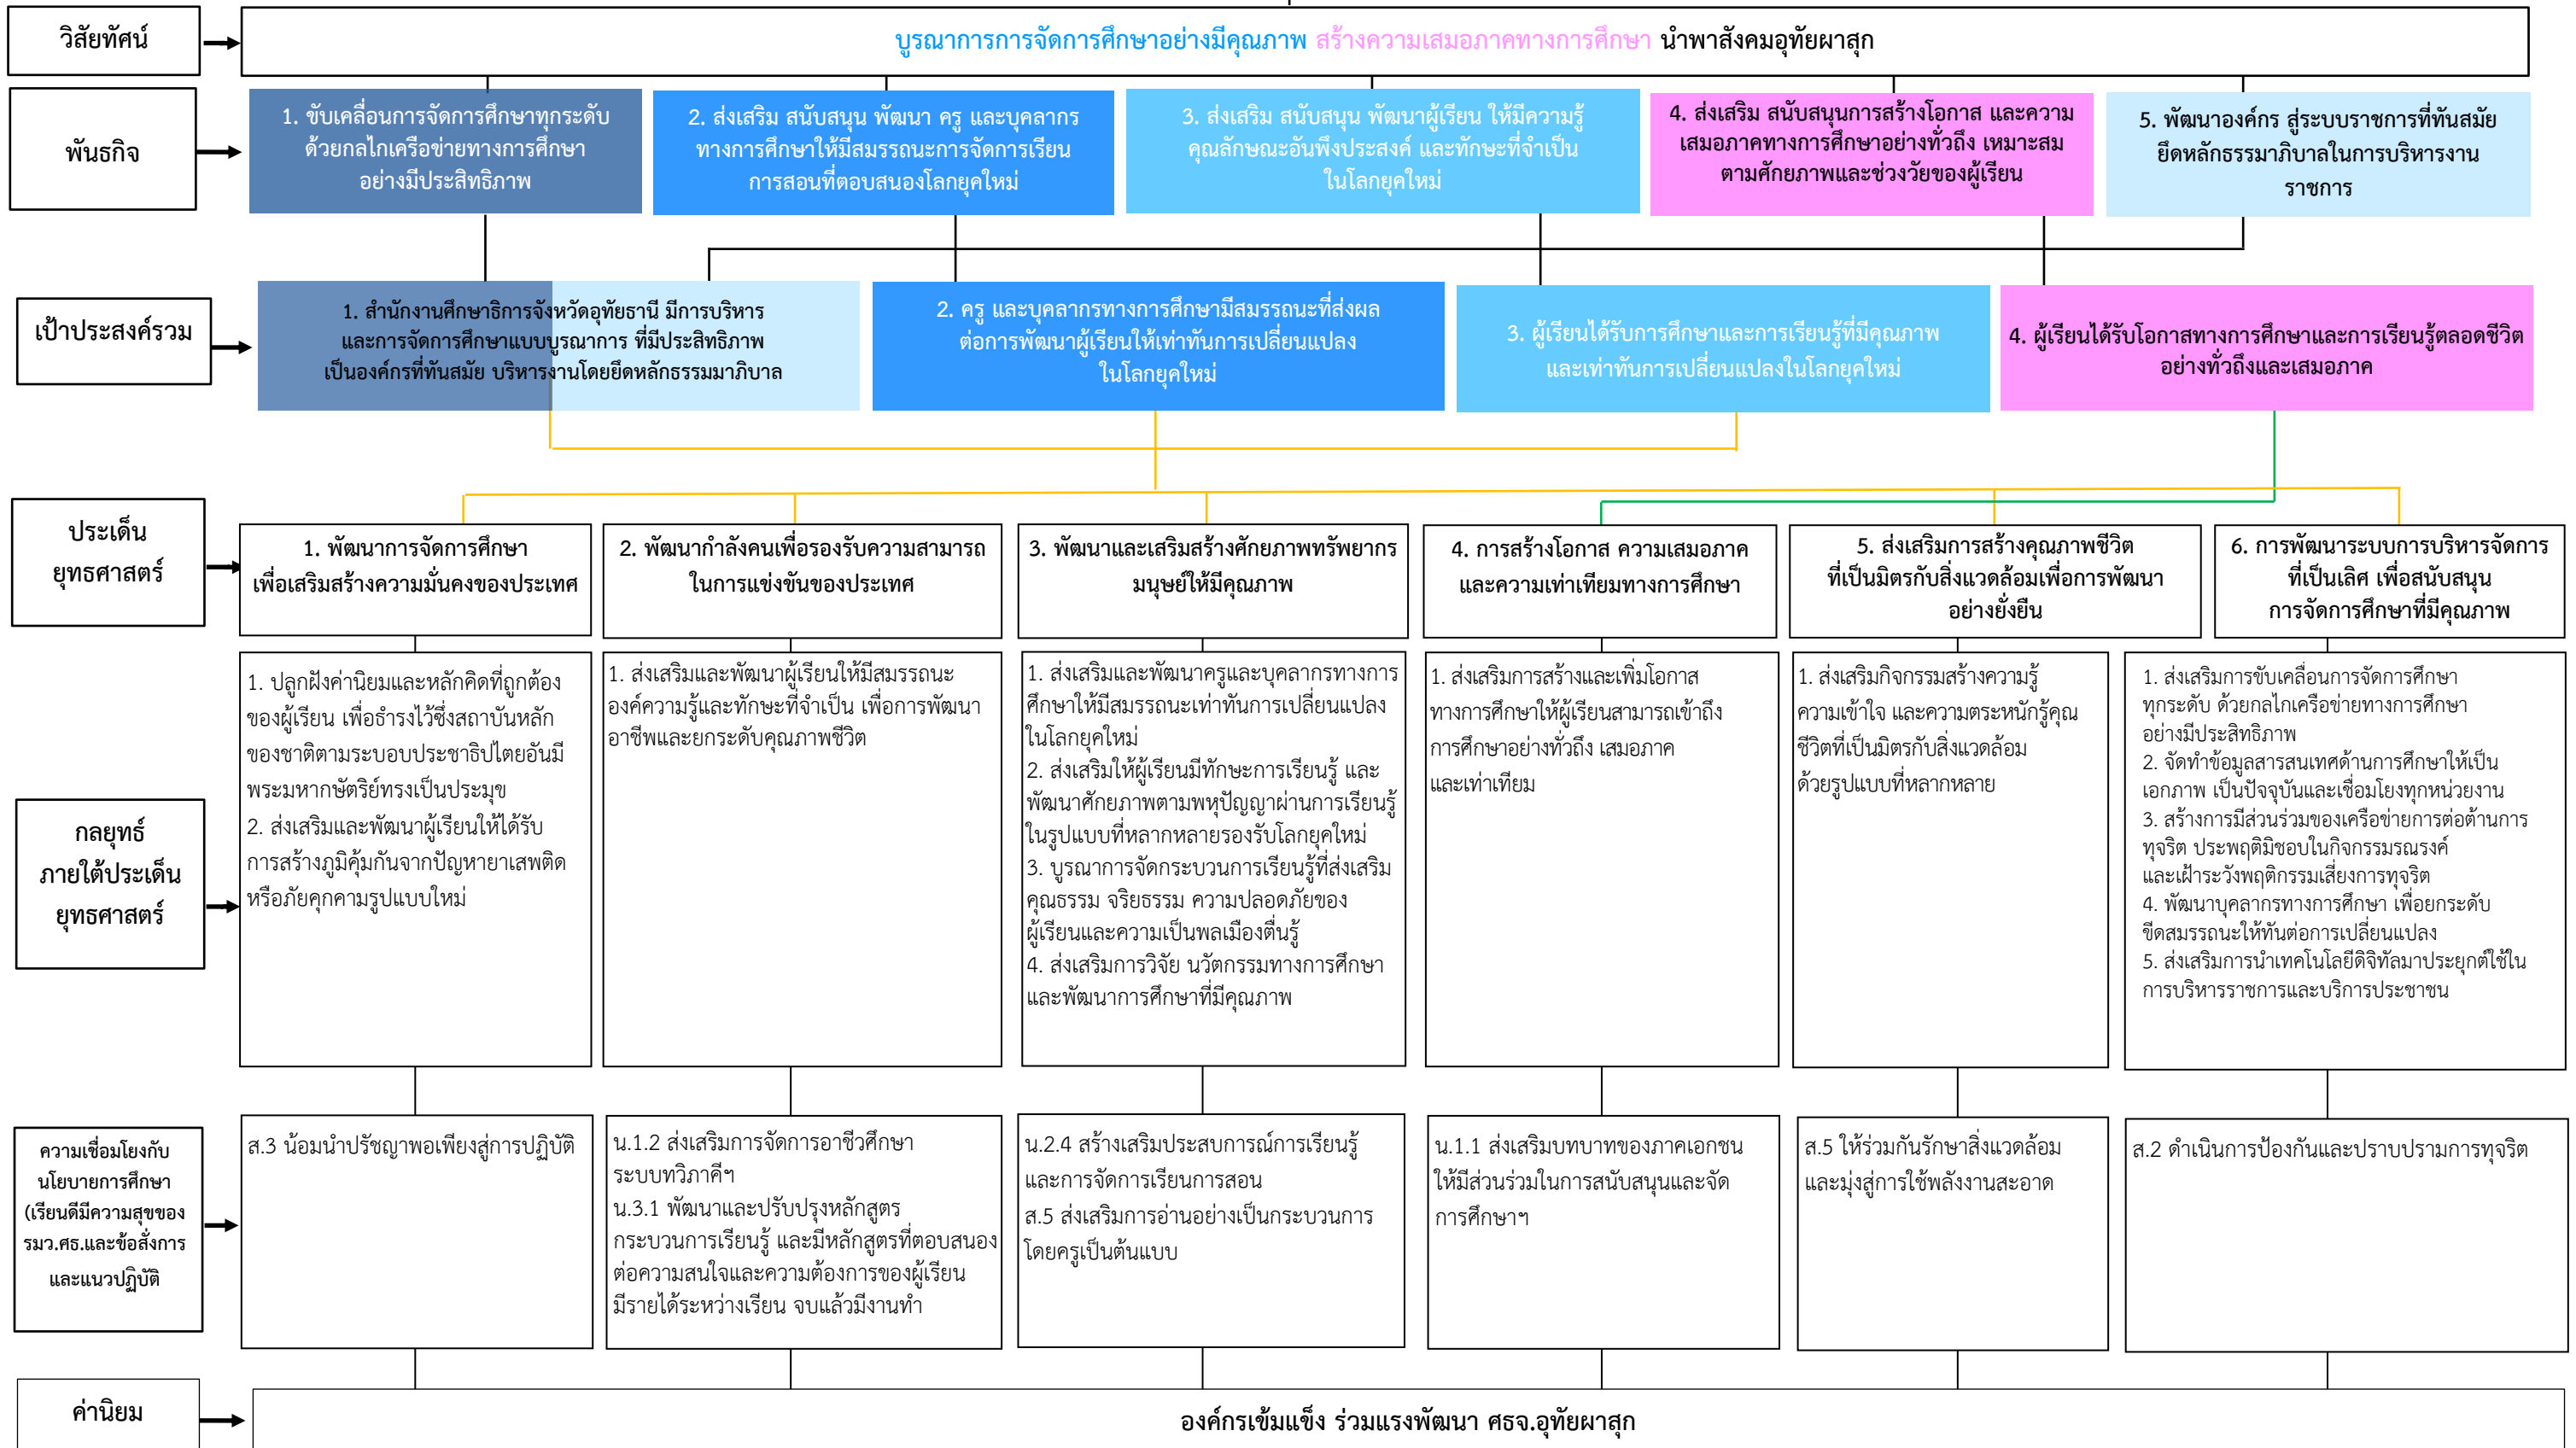 วิสัยทัศน์
บูรณาการการจัดการศึกษาอย่างมีคุณภาพ สร้างความเสมอภาคทางการศึกษา นำพาสังคมอุทัยผาสุก
พันธกิจ
1. ขับเคลื่อนการจัดการศึกษาทุกระดับ
ด้วยกลไกเครือข่ายทางการศึกษา
อย่างมีประสิทธิภาพ
2. ส่งเสริม สนับสนุน พัฒนา ครู และบุคลากร
ทางการศึกษาให้มีสมรรถนะการจัดการเรียน
การสอนที่ตอบสนองโลกยุคใหม่
3. ส่งเสริม สนับสนุน พัฒนาผู้เรียน ให้มีความรู้
คุณลักษณะอันพึงประสงค์ และทักษะที่จำเป็น
ในโลกยุคใหม่
4. ส่งเสริม สนับสนุนการสร้างโอกาส และความ
เสมอภาคทางการศึกษาอย่างทั่วถึง เหมาะสม
ตามศักยภาพและช่วงวัยของผู้เรียน
5. พัฒนาองค์กร สู่ระบบราชการที่ทันสมัย
ยึดหลักธรรมาภิบาลในการบริหารงาน
ราชการ
เป้าประสงค์รวม
1. สำนักงานศึกษาธิการจังหวัดอุทัยธานี มีการบริหาร
และการจัดการศึกษาแบบบูรณาการ ที่มีประสิทธิภาพ
เป็นองค์กรที่ทันสมัย บริหารงานโดยยึดหลักธรรมมาภิบาล
2. ครู และบุคลากรทางการศึกษามีสมรรถนะที่ส่งผล
ต่อการพัฒนาผู้เรียนให้เท่าทันการเปลี่ยนแปลง
ในโลกยุคใหม่
3. ผู้เรียนได้รับการศึกษาและการเรียนรู้ที่มีคุณภาพ
และเท่าทันการเปลี่ยนแปลงในโลกยุคใหม่
4. ผู้เรียนได้รับโอกาสทางการศึกษาและการเรียนรู้ตลอดชีวิต
อย่างทั่วถึงและเสมอภาค
ประเด็น
ยุทธศาสตร์
1. พัฒนาการจัดการศึกษา
เพื่อเสริมสร้างความมั่นคงของประเทศ
2. พัฒนากำลังคนเพื่อรองรับความสามารถ
ในการแข่งขันของประเทศ
3. พัฒนาและเสริมสร้างศักยภาพทรัพยากร
มนุษย์ให้มีคุณภาพ
4. การสร้างโอกาส ความเสมอภาค
และความเท่าเทียมทางการศึกษา
5. ส่งเสริมการสร้างคุณภาพชีวิต
ที่เป็นมิตรกับสิ่งแวดล้อมเพื่อการพัฒนา
อย่างยั่งยืน
6. การพัฒนาระบบการบริหารจัดการ
ที่เป็นเลิศ เพื่อสนับสนุน
การจัดการศึกษาที่มีคุณภาพ
กลยุทธ์
ภายใต้ประเด็น
ยุทธศาสตร์
1. ปลูกฝังค่านิยมและหลักคิดที่ถูกต้อง
ของผู้เรียน เพื่อธำรงไว้ซึ่งสถาบันหลัก
ของชาติตามระบอบประชาธิปไตยอันมี
พระมหากษัตริย์ทรงเป็นประมุข
2. ส่งเสริมและพัฒนาผู้เรียนให้ได้รับ
การสร้างภูมิคุ้มกันจากปัญหายาเสพติด
หรือภัยคุกคามรูปแบบใหม่
1. ส่งเสริมและพัฒนาผู้เรียนให้มีสมรรถนะ
องค์ความรู้และทักษะที่จำเป็น เพื่อการพัฒนา
อาชีพและยกระดับคุณภาพชีวิต
1. ส่งเสริมและพัฒนาครูและบุคลากรทางการ
ศึกษาให้มีสมรรถนะเท่าทันการเปลี่ยนแปลง
ในโลกยุคใหม่
2. ส่งเสริมให้ผู้เรียนมีทักษะการเรียนรู้ และ
พัฒนาศักยภาพตามพหุปัญญาผ่านการเรียนรู้
ในรูปแบบที่หลากหลายรองรับโลกยุคใหม่
3. บูรณาการจัดกระบวนการเรียนรู้ที่ส่งเสริม
คุณธรรม จริยธรรม ความปลอดภัยของ
ผู้เรียนและความเป็นพลเมืองตื่นรู้
4. ส่งเสริมการวิจัย นวัตกรรมทางการศึกษา
และพัฒนาการศึกษาที่มีคุณภาพ
1. ส่งเสริมการสร้างและเพิ่มโอกาส
ทางการศึกษาให้ผู้เรียนสามารถเข้าถึง
การศึกษาอย่างทั่วถึง เสมอภาค
และเท่าเทียม
1. ส่งเสริมกิจกรรมสร้างความรู้
ความเข้าใจ และความตระหนักรู้คุณ
ชีวิตที่เป็นมิตรกับสิ่งแวดล้อม
ด้วยรูปแบบที่หลากหลาย
1. ส่งเสริมการขับเคลื่อนการจัดการศึกษา
ทุกระดับ ด้วยกลไกเครือข่ายทางการศึกษา
อย่างมีประสิทธิภาพ
2. จัดทำข้อมูลสารสนเทศด้านการศึกษาให้เป็น
เอกภาพ เป็นปัจจุบันและเชื่อมโยงทุกหน่วยงาน
3. สร้างการมีส่วนร่วมของเครือข่ายการต่อต้านการ
ทุจริต ประพฤติมิชอบในกิจกรรมรณรงค์
และเฝ้าระวังพฤติกรรมเสี่ยงการทุจริต
4. พัฒนาบุคลากรทางการศึกษา เพื่อยกระดับ
ขีดสมรรถนะให้ทันต่อการเปลี่ยนแปลง
5. ส่งเสริมการนำเทคโนโลยีดิจิทัลมาประยุกต์ใช้ใน
การบริหารราชการและบริการประชาชน
ความเชื่อมโยงกับ
นโยบายการศึกษา
(เรียนดีมีความสุขของ
รมว.ศธ.และข้อสั่งการ
และแนวปฏิบัติ
ส.3 น้อมนำปรัชญาพอเพียงสู่การปฏิบัติ
น.1.2 ส่งเสริมการจัดการอาชีวศึกษา
ระบบทวิภาคีฯ
น.3.1 พัฒนาและปรับปรุงหลักสูตร
กระบวนการเรียนรู้ และมีหลักสูตรที่ตอบสนอง
ต่อความสนใจและความต้องการของผู้เรียน
มีรายได้ระหว่างเรียน จบแล้วมีงานทำ
น.2.4 สร้างเสริมประสบการณ์การเรียนรู้
และการจัดการเรียนการสอน
ส.5 ส่งเสริมการอ่านอย่างเป็นกระบวนการ
โดยครูเป็นต้นแบบ
น.1.1 ส่งเสริมบทบาทของภาคเอกชน
ให้มีส่วนร่วมในการสนับสนุนและจัด
การศึกษาฯ
ส.5 ให้ร่วมกันรักษาสิ่งแวดล้อม
และมุ่งสู่การใช้พลังงานสะอาด
ส.2 ดำเนินการป้องกันและปราบปรามการทุจริต
ค่านิยม
องค์กรเข้มแข็ง ร่วมแรงพัฒนา ศธจ.อุทัยผาสุก